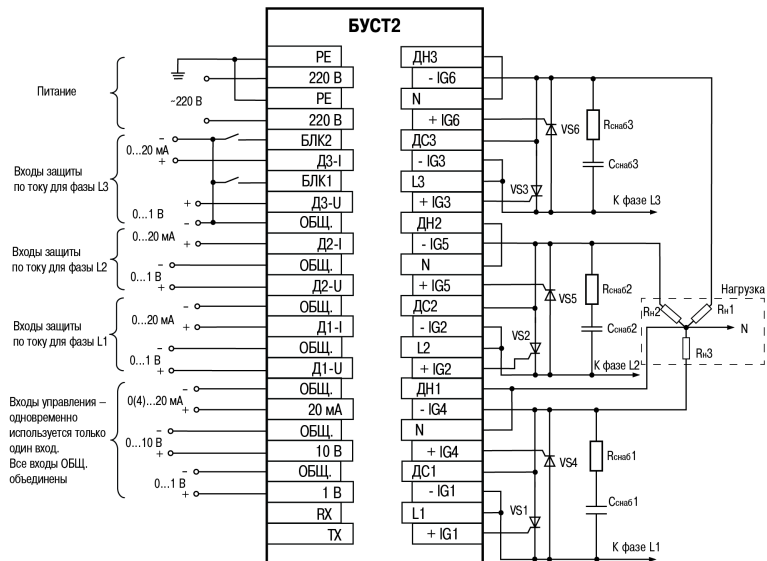 БУСТ2
Питание
~220 В
Входы защиты
по току для фазы L3
– 0...20 мА +
+ 0...1 В –
Входы защиты
по току для фазы L2
0...20 мА +
– 0...1 В +
Входы защиты
по току для фазы L1
– 0...20 мА +
– 0...1 В +
Входы управления –
одновременно
используется только
один вход.
Все входы ОБЩ.
объединены
– 0(4)...20 мА +
– 0...10 В +
– 0...1 В +
PE
220 В
PE
220 В
БЛК2
Д3-I
БЛК1
Д3-U
ОБЩ.
Д2-I
ОБЩ.
Д2-U
ОБЩ.
Д1-I
ОБЩ.
Д1-U
ОБЩ.
20 мА
ОБЩ.
10 В
ОБЩ.
1 В
RX
TX
ДН3
- IG6
N
+ IG6
ДС3
- IG3
L3
+ IG3
ДН2
- IG5
N
+ IG5
ДС2
- IG2
L2
+ IG2
ДН1
- IG4
N
+ IG4
ДС1
- IG1
L1
+ IG1
VS6
VS3
Rснаб3
Cснаб3
К фазе L3
VS5
VS2
Rснаб2
Cснаб2
К фазе L2
Нагрузка
Rн2
Rн1
N
Rн3
VS4
VS1
Rснаб1
Cснаб1
К фазе L1